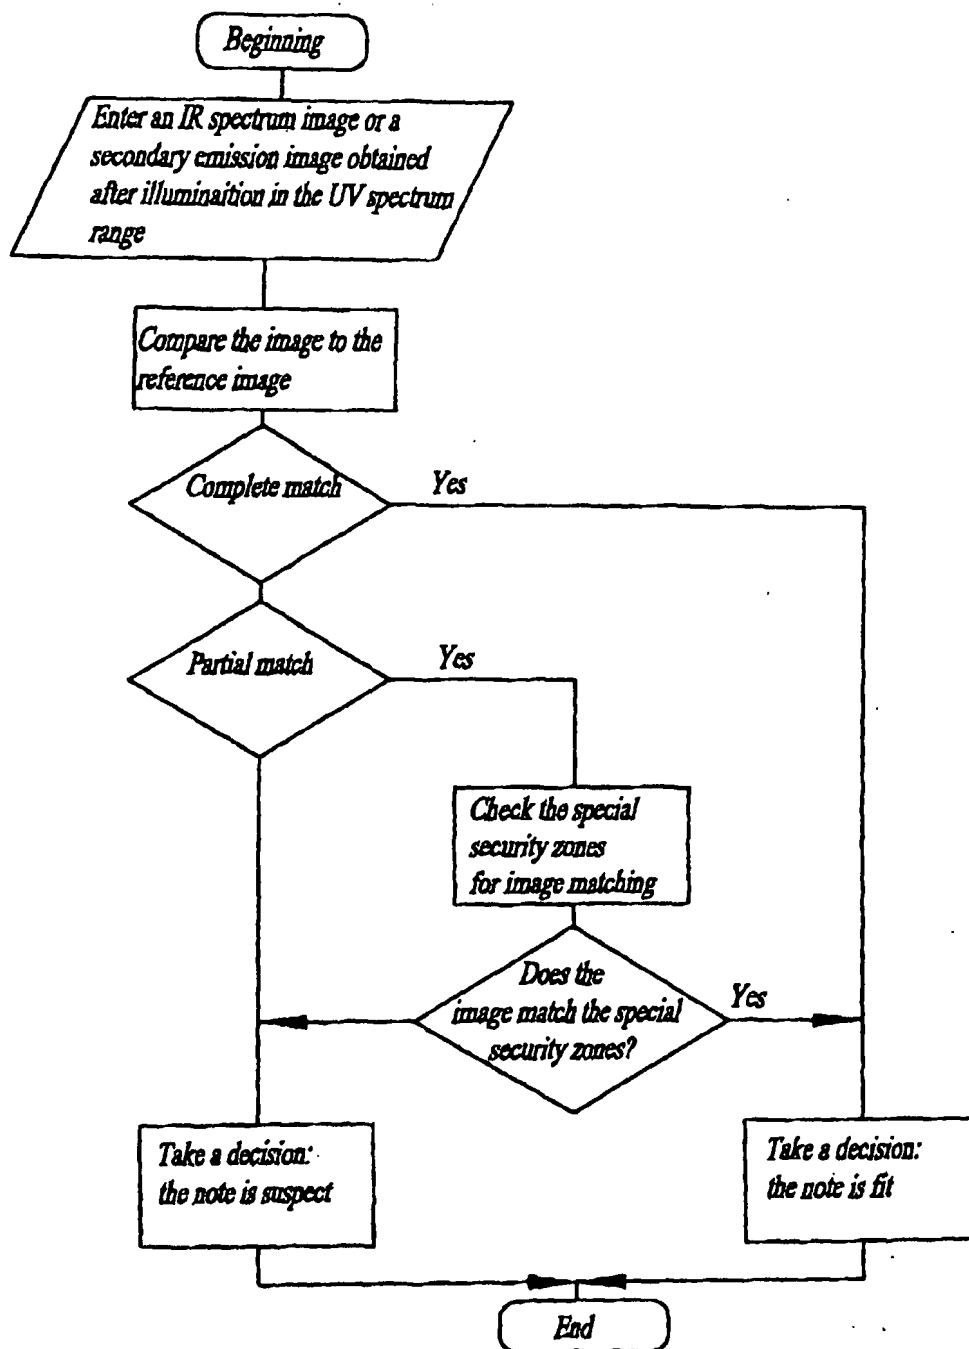 Beginning
Enter an IR spectrum image or a
secondary emission image obtained
after illuminaition in the UV spectrum
range
Compare the image to the
reference image
Complete match
Yes
Partial match
Yes
Check the special
security zones
for image matching
Does the
image match the special
security zones?
Yes
Take a decision:
the note is suspect
Take a decision:
the note is fit
End